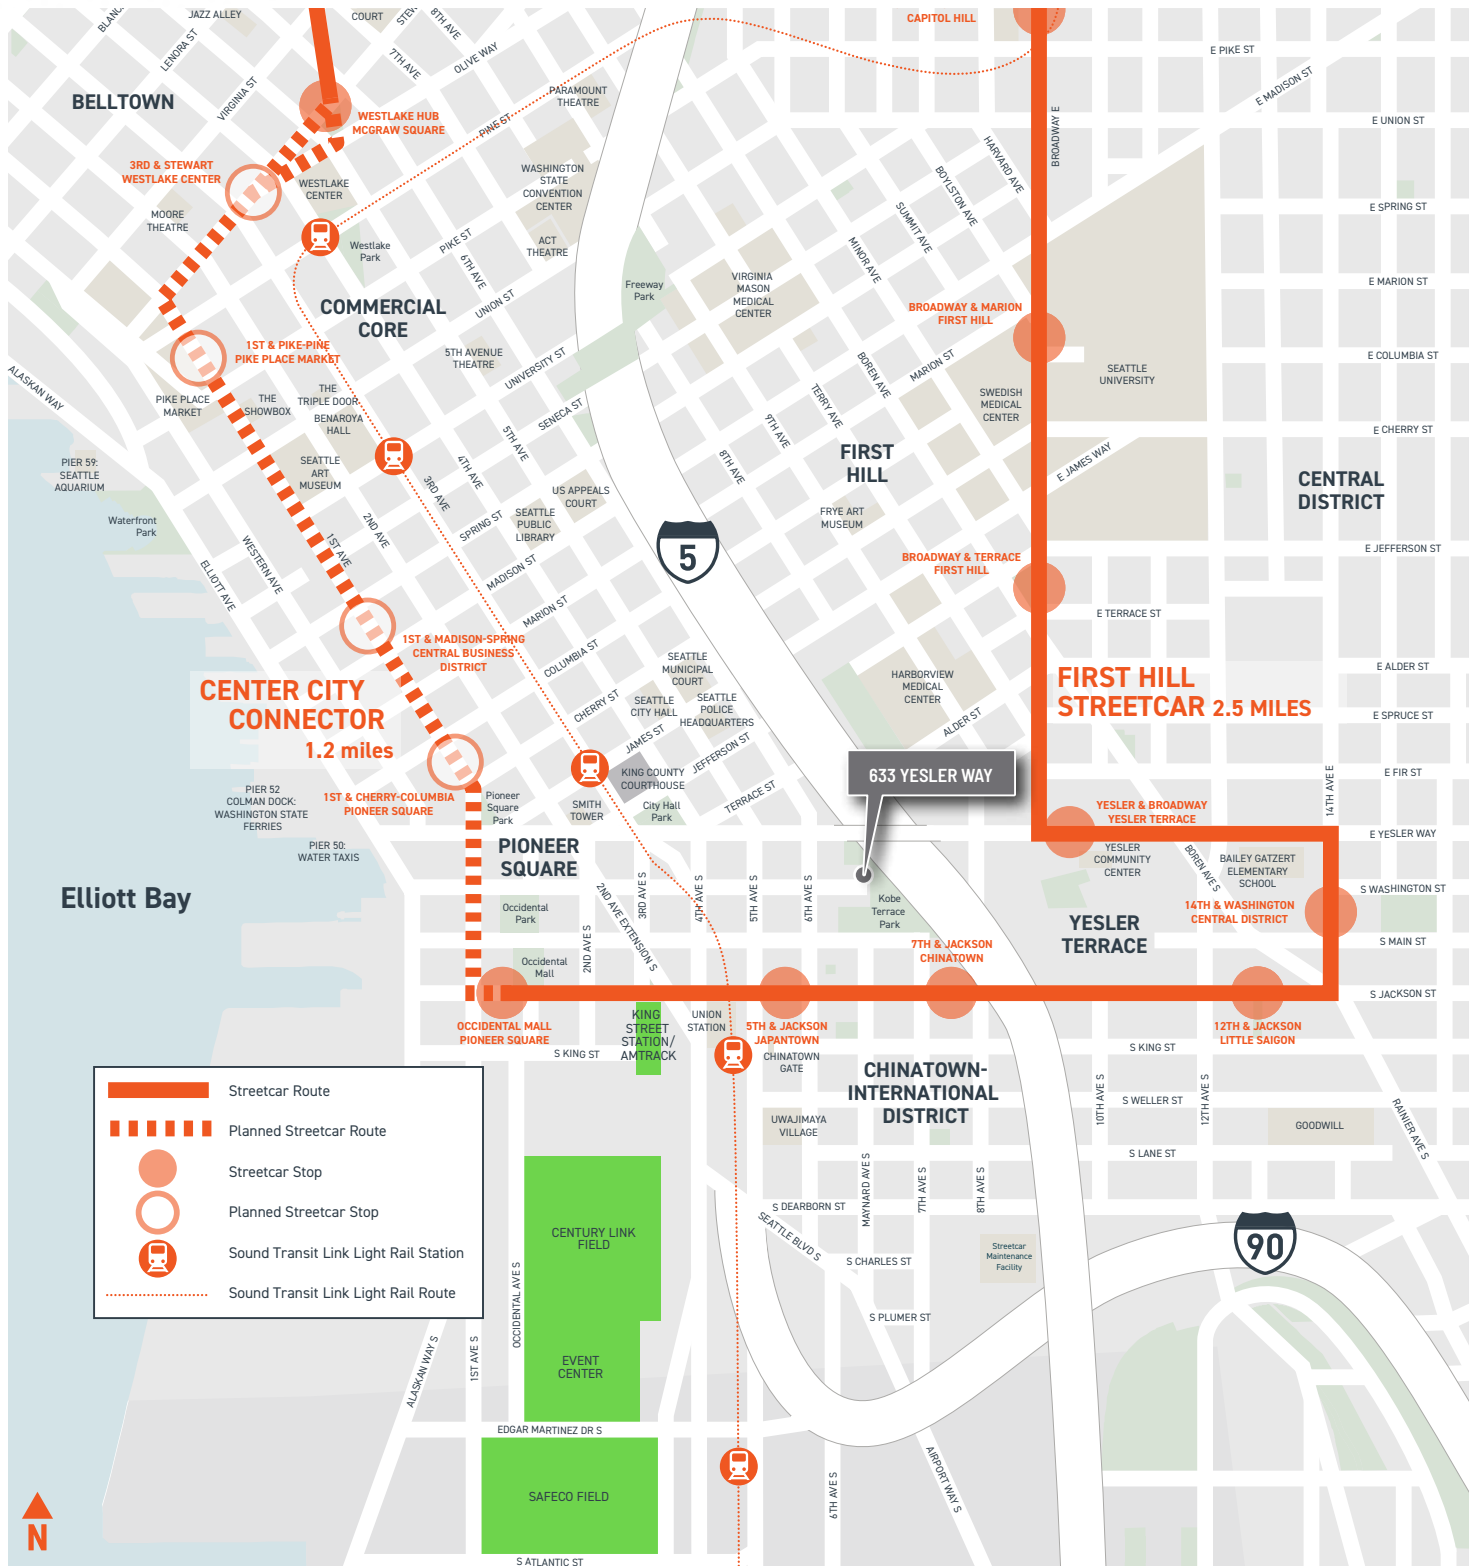 JAZZ ALLEY
COURT
8TH AVE
CAPITOL HILL
LENORA ST
7TH AVE
OLIVE WAY
E PIKE ST
E MADISON ST
BELLTOWN
VIRGINIA ST
PARAMOUNT
THEATRE
WESTLAKE HUB
MCGRAW SQUARE
PINE ST
BROADWAY E
E UNION ST
3RD & STEWART
WESTLAKE CENTER
WESTLAKE
CENTER
WASHINGTON
STATE
CONVENTION
CENTER
HARVARD AVE
BOYLSTON AVE
SUMMIT AVE
MINOR AVE
E SPRING ST
MOORE
THEATRE
Westlake
Park
PIKE ST
ACT
THEATRE
6TH AVE
UNION ST
Freeway
Park
VIRGINIA
MASON
MEDICAL
CENTER
E MARION ST
COMMERCIAL
CORE
BROADWAY & MARION
FIRST HILL
1ST & PIKE-PINE
PIKE PLACE MARKET
5TH AVENUE
THEATRE
UNIVERSITY ST
BOREN AVE
MARION ST
E COLUMBIA ST
SEATTLE
UNIVERSITY
ALASKAN WAY
PIKE PLACE
MARKET
THE
SHOWBOX
THE
TRIPLE DOOR
BENAROYA
HALL
SENECA ST
TERRY AVE
9TH AVE
8TH AVE
SWEDISH
MEDICAL
CENTER
E CHERRY ST
5TH AVE
4TH AVE
3RD AVE
2ND AVE
1ST AVE
FIRST
HILL
E JAMES WAY
CENTRAL
DISTRICT
PIER 59:
SEATTLE
AQUARIUM
SEATTLE
ART
MUSEUM
US APPEALS
COURT
SEATTLE
PUBLIC
LIBRARY
SPRING ST
FRYE ART
MUSEUM
Waterfront
Park
WESTERN AVE
ELLIOTT AVE
5
MADISON ST
BROADWAY & TERRACE
FIRST HILL
E JEFFERSON ST
MARION ST
E TERRACE ST
1ST & MADISON-SPRING
CENTRAL BUSINESS
DISTRICT
COLUMBIA ST
SEATTLE
MUNICIPAL
COURT
HARBORVIEW
MEDICAL
CENTER
E ALDER ST
CENTER CITY
CONNECTOR
1.2 miles
FIRST HILL
STREETCAR 2.5 MILES
CHERRY ST
SEATTLE
CITY HALL
SEATTLE
POLICE
HEADQUARTERS
ALDER ST
E SPRUCE ST
JAMES ST
JEFFERSON ST
TERRACE ST
KING COUNTY
COURTHOUSE
City Hall
Park
633 YESLER WAY
14TH AVE E
E FIR ST
PIER 52
COLMAN DOCK:
WASHINGTON STATE
FERRIES
1ST & CHERRY-COLUMBIA
PIONEER SQUARE
Pioneer
Square
Park
SMITH
TOWER
YESLER & BROADWAY
YESLER TERRACE
E YESLER WAY
PIER 50:
WATER TAXIS
PIONEER
SQUARE
YESLER
COMMUNITY
CENTER
BOREN AVE S
BAILEY GATZERT
ELEMENTARY
SCHOOL
Elliott Bay
2ND AVE EXTENSION S
3RD AVE S
4TH AVE S
5TH AVE S
6TH AVE S
S WASHINGTON ST
Occidental
Park
2ND AVE S
Kobe
Terrace
Park
14TH & WASHINGTON
CENTRAL DISTRICT
YESLER
TERRACE
S MAIN ST
Occidental
Mall
7TH & JACKSON
CHINATOWN
S JACKSON ST
OCCIDENTAL MALL
PIONEER SQUARE
KING
STREET
STATION/
AMTRACK
UNION
STATION
5TH & JACKSON
JAPANTOWN
12TH & JACKSON
LITTLE SAIGON
S KING ST
CHINATOWN
GATE
S KING ST
CHINATOWN-
INTERNATIONAL
DISTRICT
10TH AVE S
12TH AVE S
S WELLER ST
RAINIER AVE S
UWAJIMAYA
VILLAGE
GOODWILL
S LANE ST
Streetcar Route
Planned Streetcar Route
Streetcar Stop
Planned Streetcar Stop
Sound Transit Link Light Rail Station
Sound Transit Link Light Rail Route
MAYNARD AVE S
7TH AVE S
8TH AVE S
S DEARBORN ST
SEATTLE BLVD S
CENTURY LINK
FIELD
S CHARLES ST
Streetcar
Maintenance
Facility
90
OCCIDENTAL AVE S
S PLUMER ST
ALASKAN WAY S
1ST AVE S
EVENT
CENTER
EDGAR MARTINEZ DR S
6TH AVE S
AIRPORT WAY S
SAFECO FIELD
N
S ATLANTIC ST